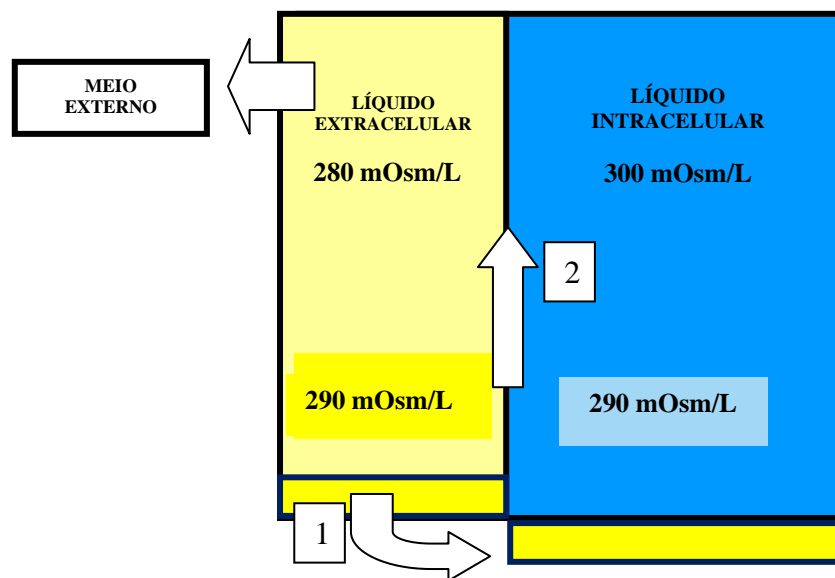 MEIO
EXTERNO
LÍQUIDO
EXTRACELULAR
280 mOsm/L
LÍQUIDO
INTRACELULAR
300 mOsm/L
2
290 mOsm/L
290 mOsm/L
1